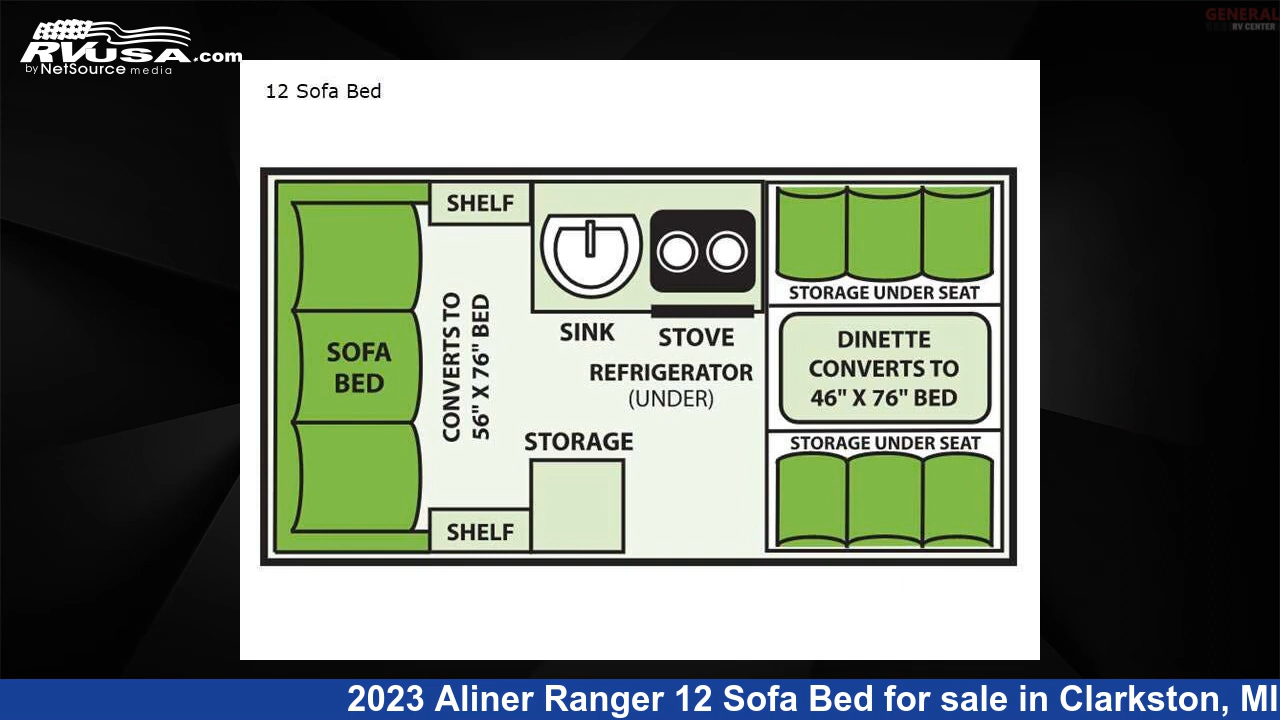 GENERAL
RV CENTER
RVUSA.com
by NetSource media
12 Sofa Bed
SHELF
SOFA
BED
CONVERTS TO
56" X 76" BED
SHELF
SINK
STOVE
REFRIGERATOR
(UNDER)
STORAGE
STORAGE UNDER SEAT
DINETTE
CONVERTS TO
46" X 76" BED
STORAGE UNDER SEAT
2023 Aliner Ranger 12 Sofa Bed for sale in Clarkston, MI